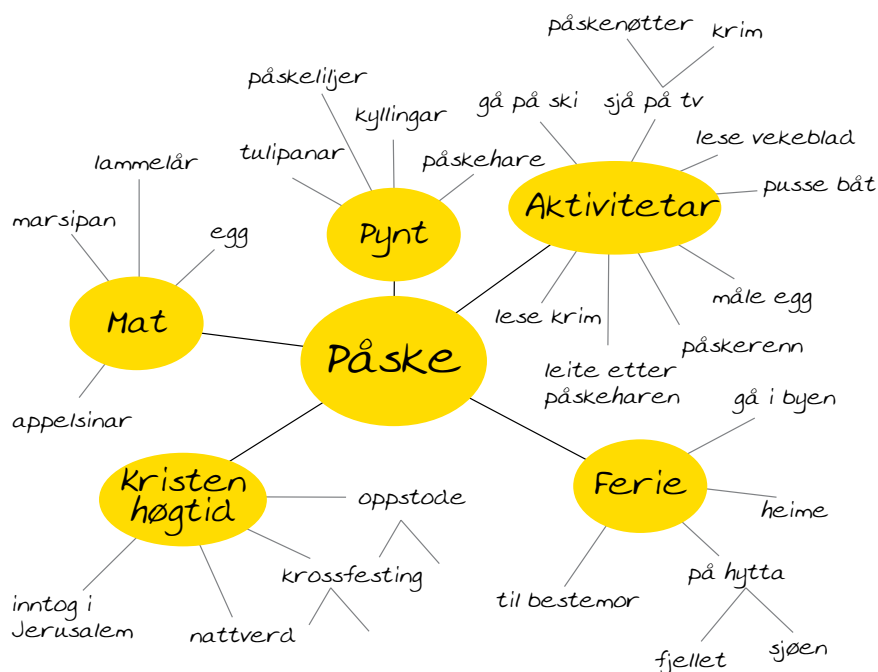 påskenøtter
krim
påskeliljer
gå på ski
sjå på tv
kyllingar
lese vekeblad
tulipanar
påskehare
lammelår
pusse båt
Aktivitetar
marsipan
egg
Pynt
måle egg
lese krim
Mat
påskerenn
Påske
leite etter
påskeharen
gå i byen
appelsinar
Kristen
høgtid
oppstode
Ferie
heime
krossfesting
på hytta
til bestemor
inntog i
Jerusalem
nattverd
sjøen
fjellet